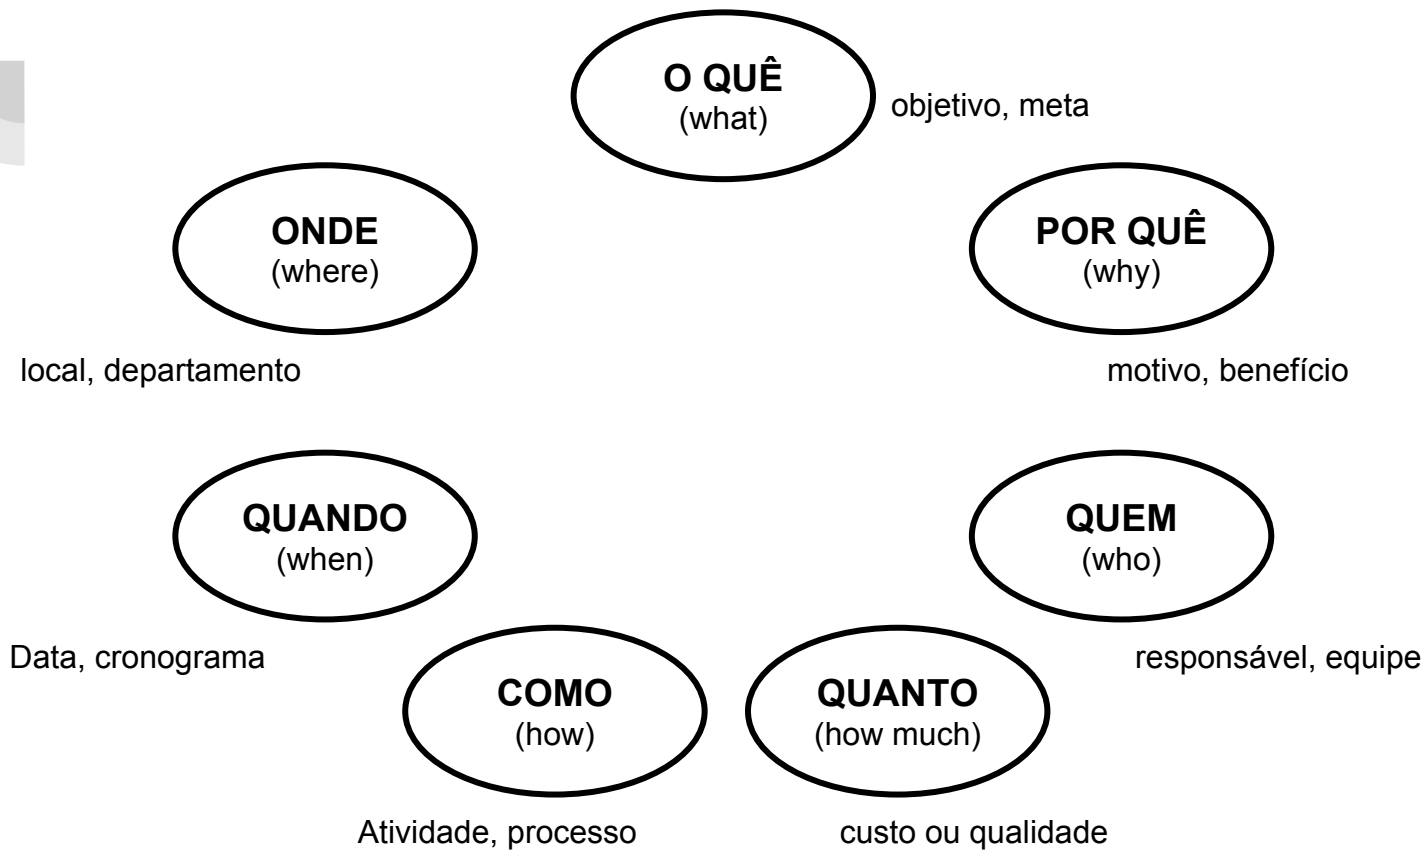 O QUÊ
(what)
objetivo, meta
ONDE
(where)
local, departamento
POR QUÊ
(why)
motivo, benefício
QUANDO
(when)
Data, cronograma
QUEM
(who)
responsável, equipe
COMO
(how)
Atividade, processo
QUANTO
(how much)
custo ou qualidade